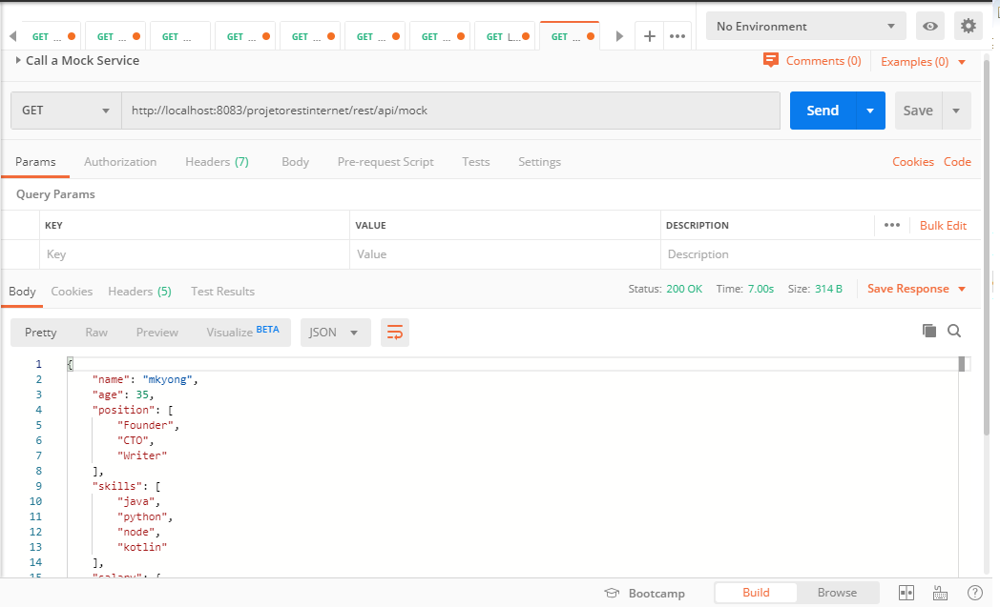 GET ... GET ... GET ... GET ... GET ... GET ... GET ... GET L... GET ... + ••• No Environment
Call a Mock Service Comments (0) Examples (0)
GET http://localhost:8083/projetorestinternet/rest/api/mock Send Save
Params Authorization Headers (7) Body Pre-request Script Tests Settings Cookies Code
Query Params
KEY VALUE DESCRIPTION ••• Bulk Edit
Key Value Description
Body Cookies Headers (5) Test Results Status: 200 OK Time: 7.00s Size: 314 B Save Response
Pretty Raw Preview Visualize BETA JSON
1 {
2 "name": "mkyong",
3 "age": 35,
4 "position": [
5 "Founder",
6 "CTO",
7 "Writer"
8 ],
9 "skills": [
10 "java",
11 "python",
12 "node",
13 "kotlin"
14 ],
15 "salary": {
Bootcamp Build Browse ?